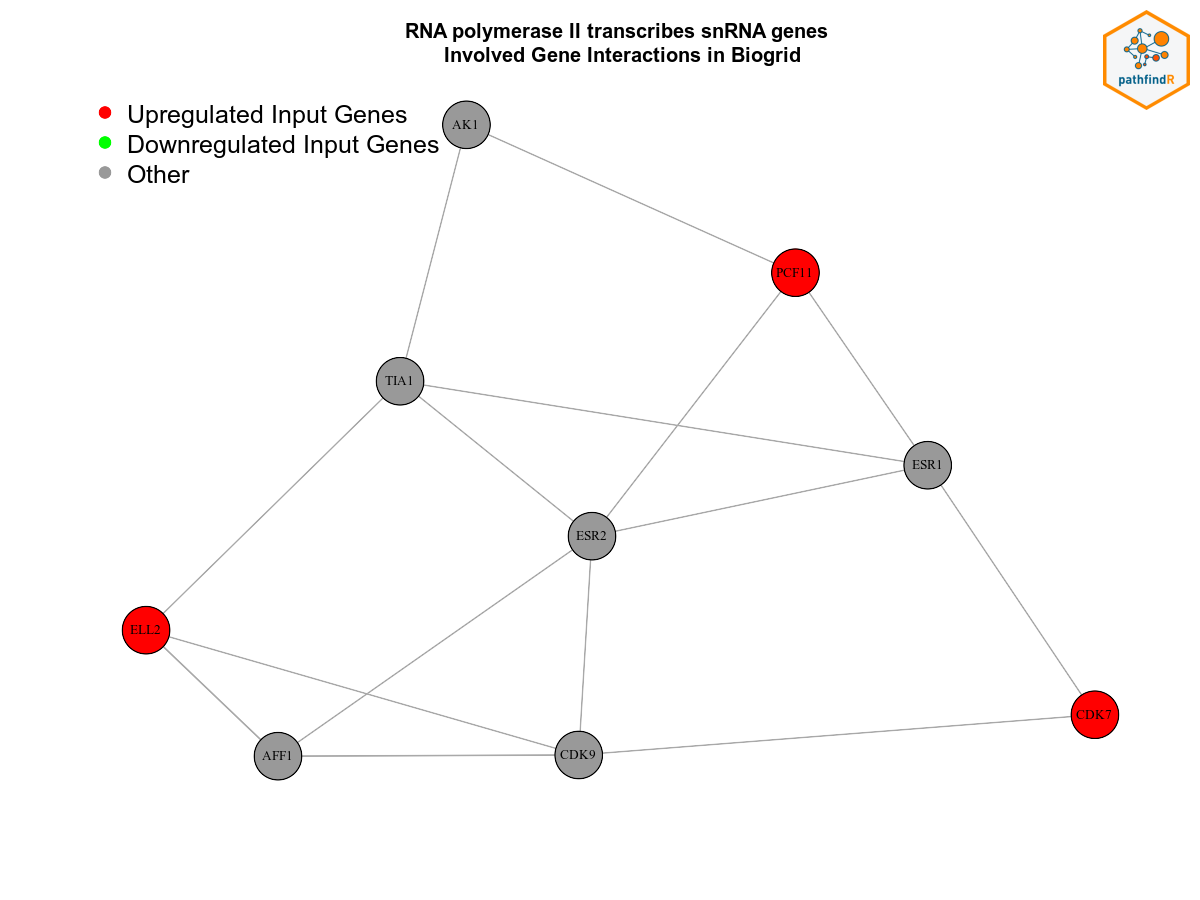 RNA polymerase II transcribes snRNA genes
Involved Gene Interactions in Biogrid
pathfindR
Upregulated Input Genes
Downregulated Input Genes
Other
AK1
PCF11
TIA1
ESR1
ESR2
ELL2
CDK7
AFF1
CDK9